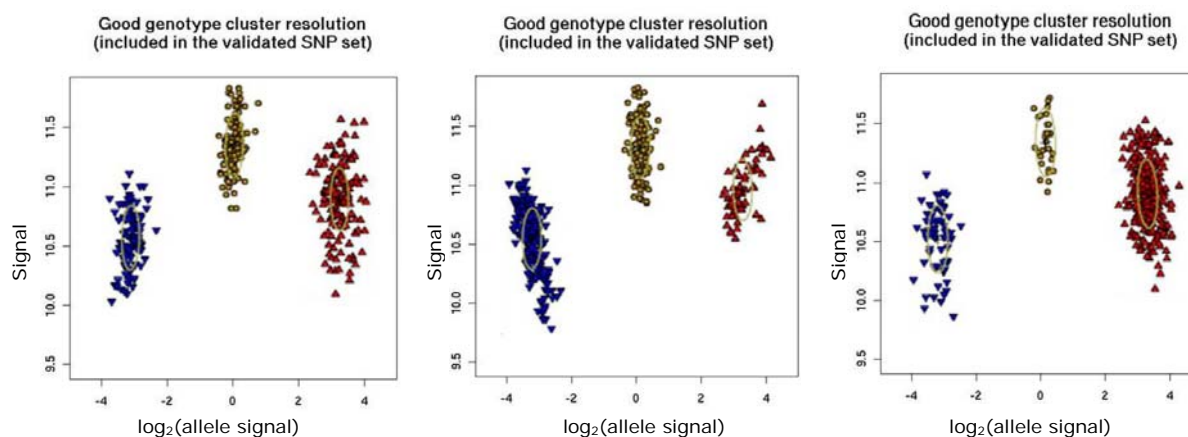 Good genotype cluster resolution
(included in the validated SNP set)
Signal
11.5
11.0
10.5
10.0
9.5
-4
-2
0
2
4
log₂(allele signal)
Good genotype cluster resolution
(included in the validated SNP set)
Signal
11.5
11.0
10.5
10.0
9.5
-4
-2
0
2
4
log₂(allele signal)
Good genotype cluster resolution
(included in the validated SNP set)
Signal
11.5
11.0
10.5
10.0
9.5
-4
-2
0
2
4
log₂(allele signal)